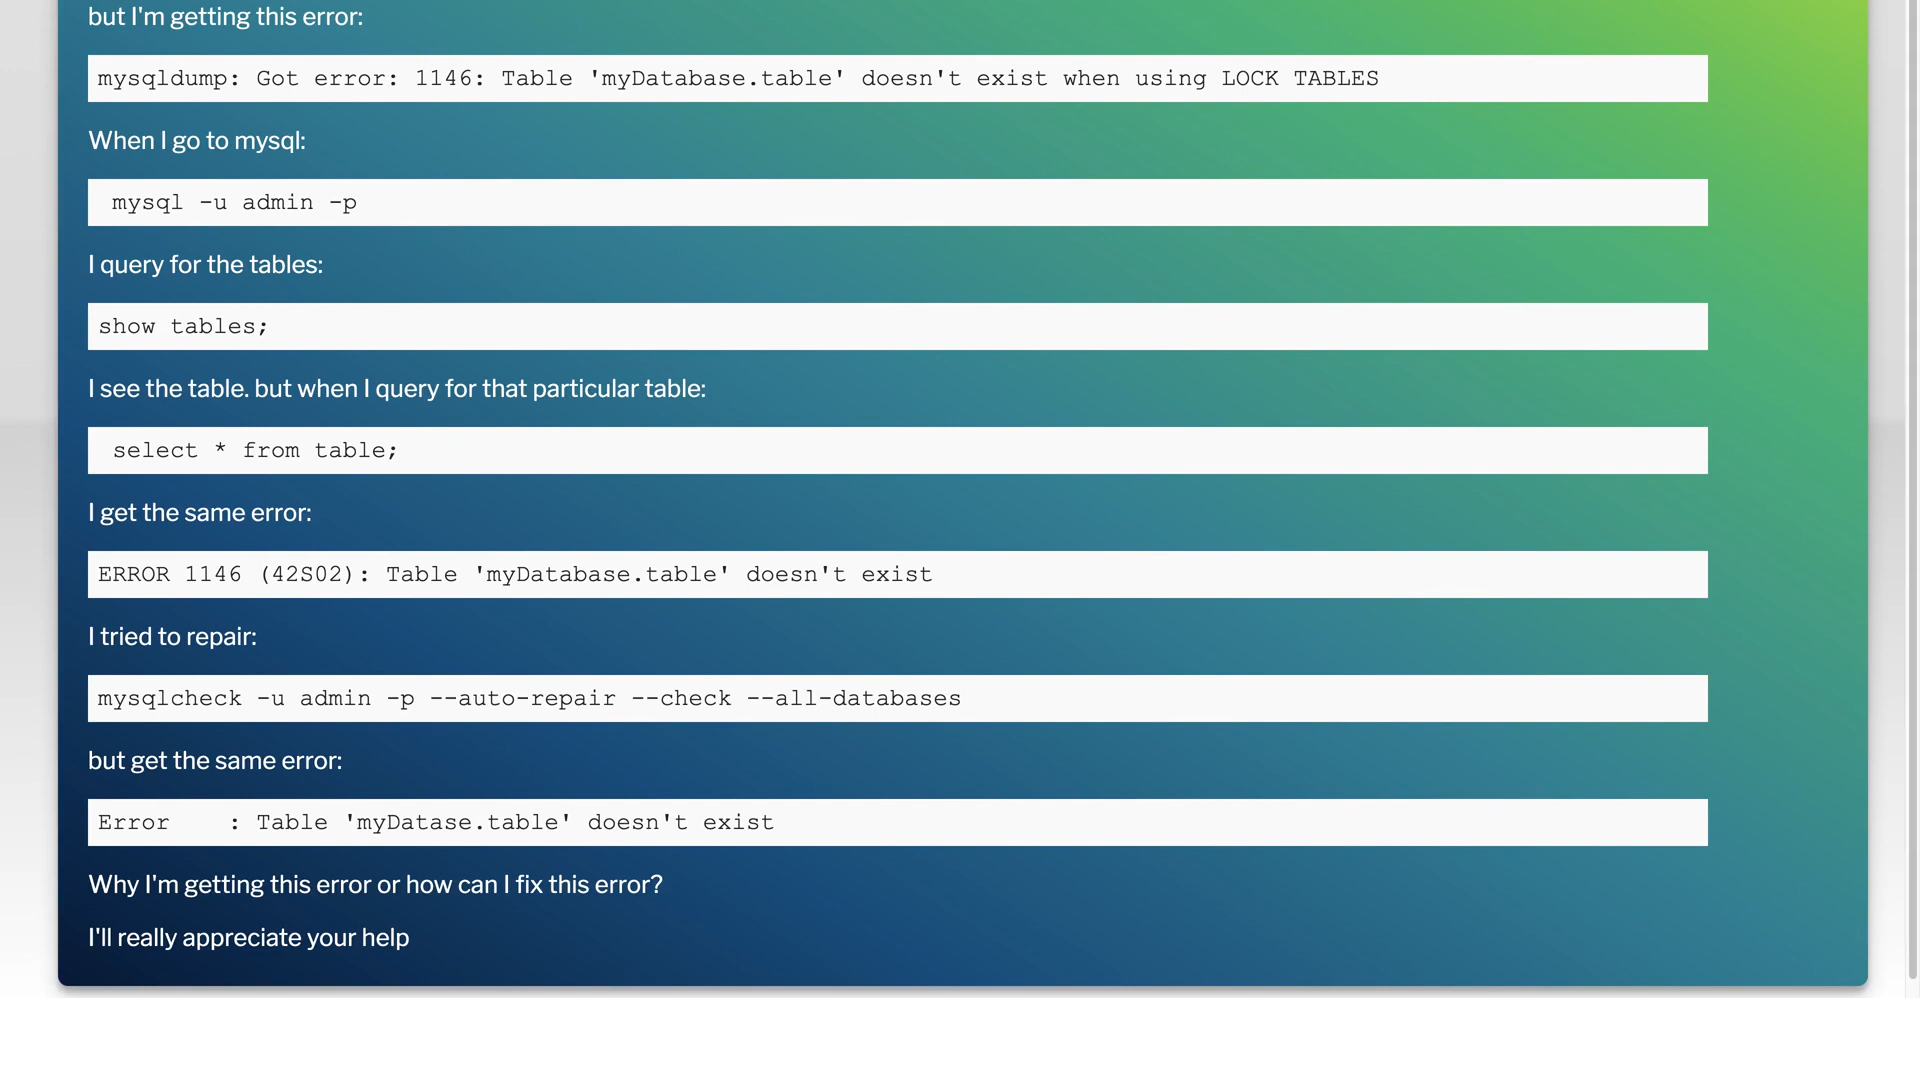 but I'm getting this error:
mysqldump: Got error: 1146: Table 'myDatabase.table' doesn't exist when using LOCK TABLES
When I go to mysql:
mysql -u admin -p
I query for the tables:
show tables;
I see the table. but when I query for that particular table:
select * from table;
I get the same error:
ERROR 1146 (42S02): Table 'myDatabase.table' doesn't exist
I tried to repair:
mysqlcheck -u admin -p --auto-repair --check --all-databases
but get the same error:
Error    : Table 'myDatase.table' doesn't exist
Why I'm getting this error or how can I fix this error?
I'll really appreciate your help